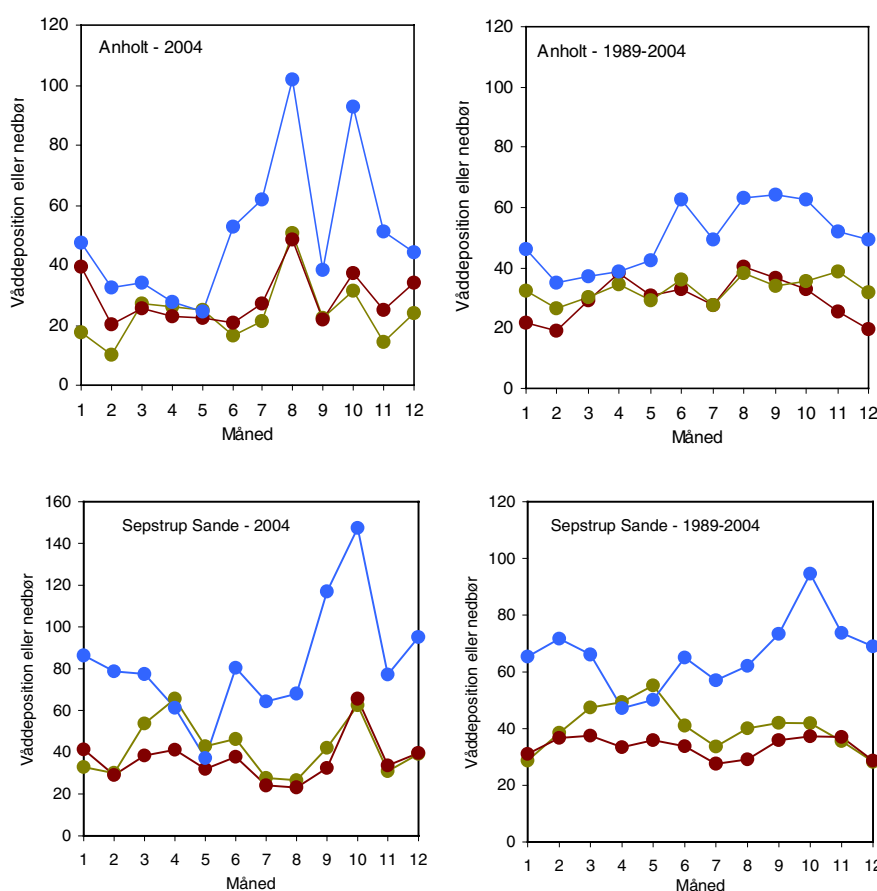 Anholt - 2004
Våddeposition eller nedbør
120
100
80
60
40
20
0
1 2 3 4 5 6 7 8 9 10 11 12
Måned
Anholt - 1989-2004
Våddeposition eller nedbør
120
100
80
60
40
20
0
1 2 3 4 5 6 7 8 9 10 11 12
Måned
Sepstrup Sande - 2004
Våddeposition eller nedbør
160
140
120
100
80
60
40
20
0
1 2 3 4 5 6 7 8 9 10 11 12
Måned
Sepstrup Sande - 1989-2004
Våddeposition eller nedbør
120
100
80
60
40
20
0
1 2 3 4 5 6 7 8 9 10 11 12
Måned